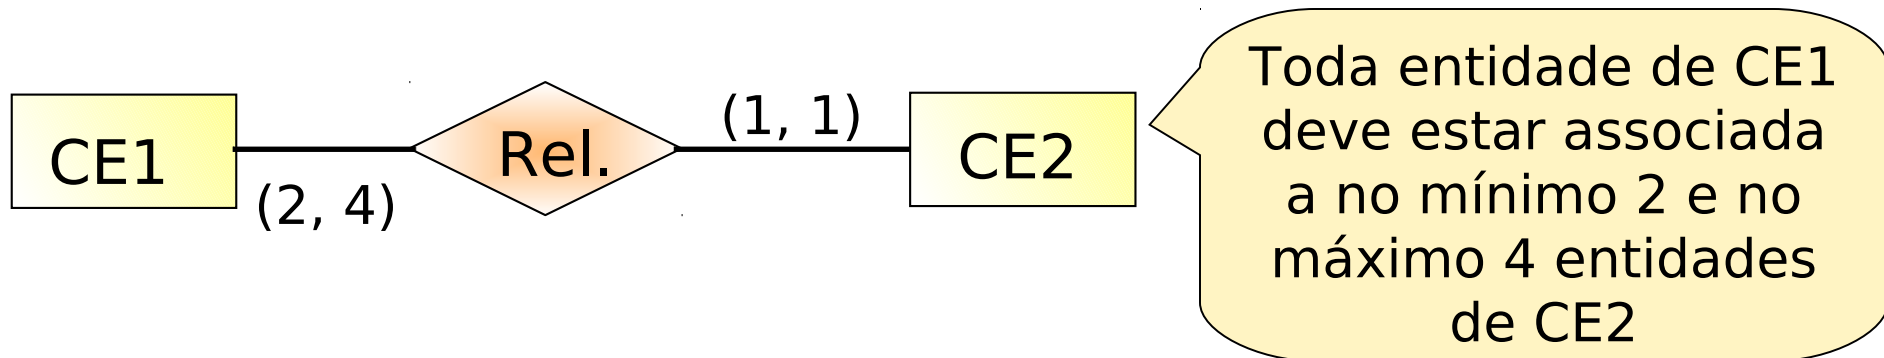 CE1
(2, 4)
Rel.
(1, 1)
CE2
Toda entidade de CE1
deve estar associada
a no mínimo 2 e no
máximo 4 entidades
de CE2